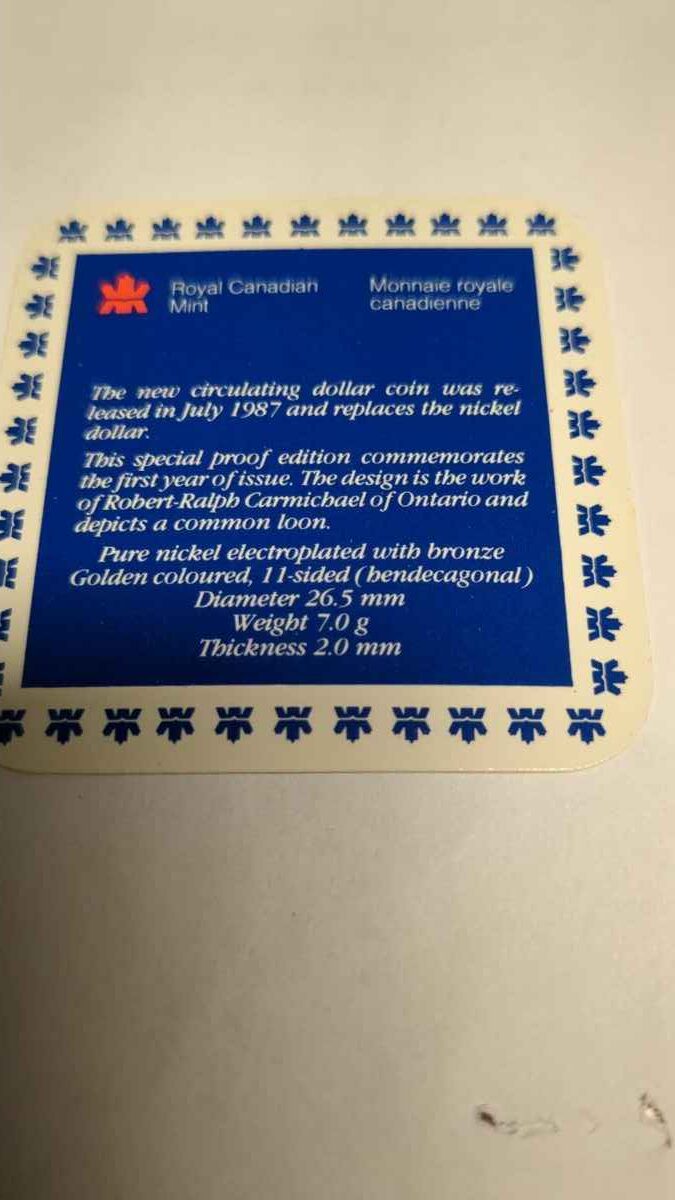 Royal Canadian Mint
Monnaie royale canadienne
The new circulating dollar coin was re-
leased in July 1987 and replaces the nickel
dollar.
This special proof edition commemorates
the first year of issue. The design is the work
of Robert-Ralph Carmichael of Ontario and
depicts a common loon.
Pure nickel electroplated with bronze
Golden coloured, 11-sided (hendecagonal)
Diameter 26.5 mm
Weight 7.0 g
Thickness 2.0 mm